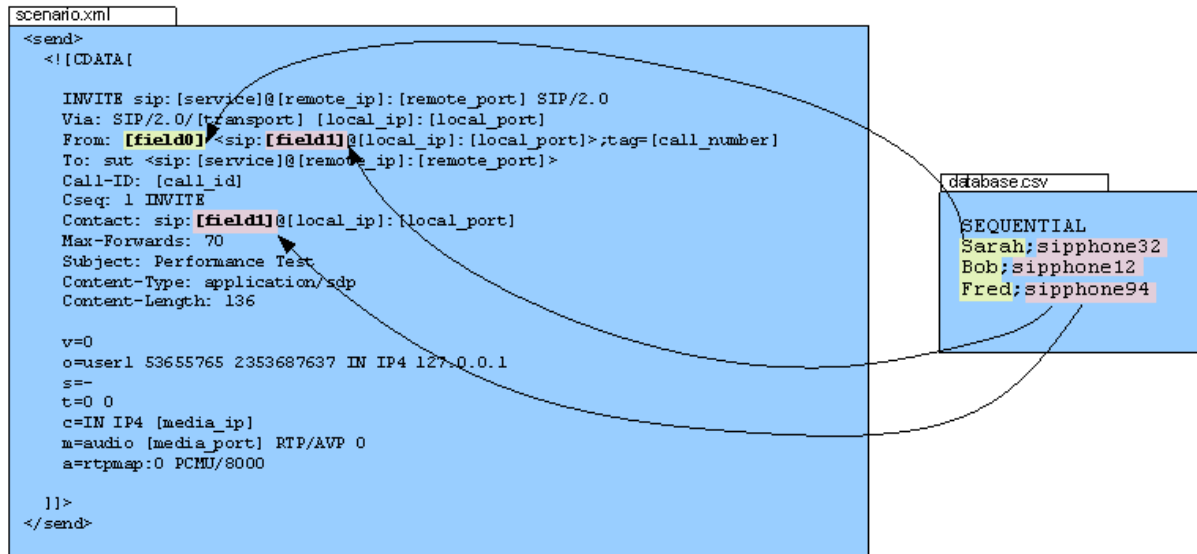 scenario.xml
<send>
<![CDATA[
INVITE sip:[service]@[remote_ip]:[remote_port] SIP/2.0
Via: SIP/2.0/[transport] [local_ip]:[local_port]
From: [field0] <sip:[field1]@[local_ip]:[local_port]>;tag=[call_number]
To: sut <sip:[service]@[remote_ip]:[remote_port]>
Call-ID: [call_id]
Cseq: 1 INVITE
Contact: sip:[field1]@[local_ip]:[local_port]
Max-Forwards: 70
Subject: Performance Test
Content-Type: application/sdp
Content-Length: 136
v=0
o=user1 53655765 2353687637 IN IP4 127.0.0.1
s=-
t=0 0
c=IN IP4 [media_ip]
m=audio [media_port] RTP/AVP 0
a=rtpmap:0 PCMU/8000
]]>
</send>
database.csv
SEQUENTIAL
Sarah;sipphone32
Bob;sipphone12
Fred;sipphone94